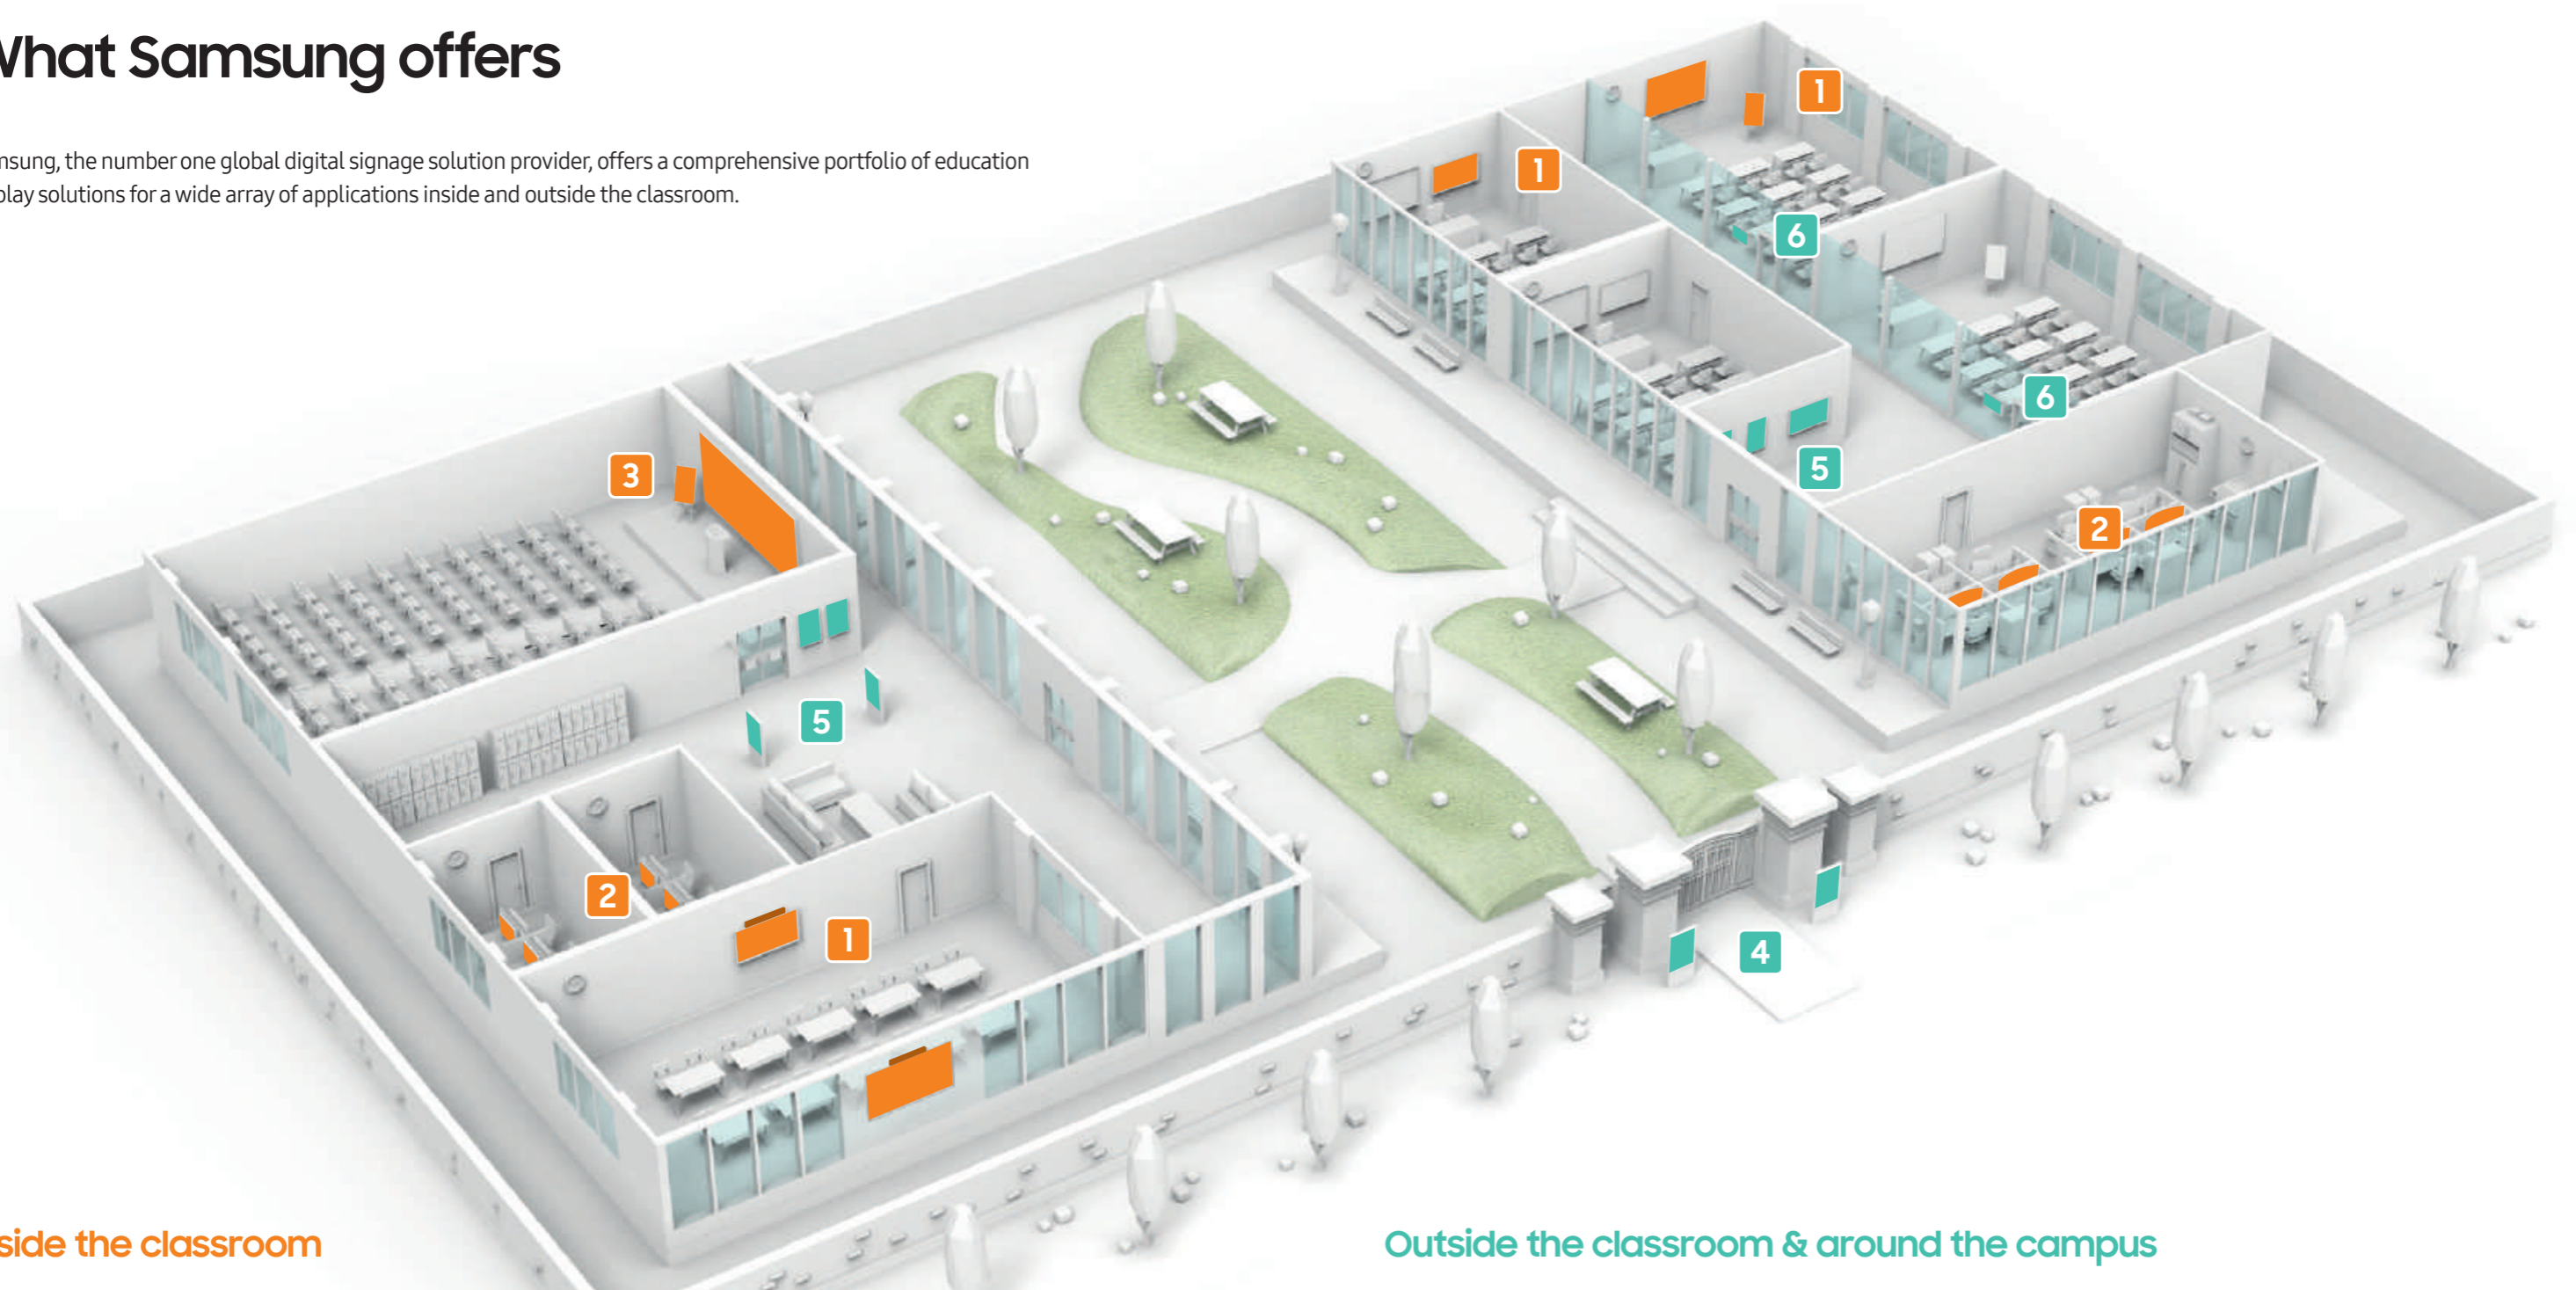 What Samsung offers
msung, the number one global digital signage solution provider, offers a comprehensive portfolio of education
play solutions for a wide array of applications inside and outside the classroom.
1
1
6
6
3
5
2
5
2
1
4
side the classroom
Outside the classroom & around the campus